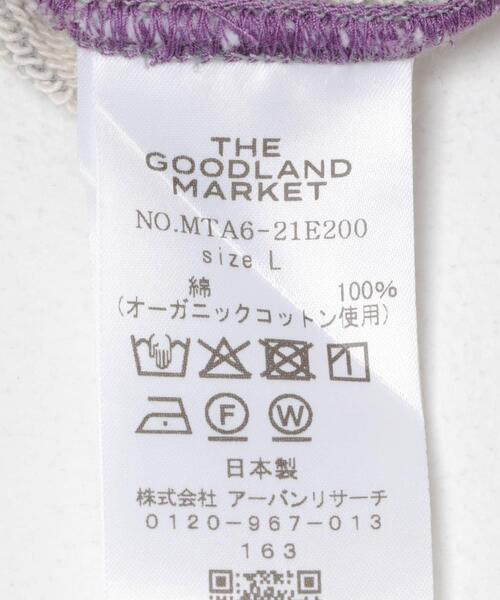 THE
GOODLAND
MARKET
NO.MTA6-21E200
size L
綿 100%
(オーガニックコットン使用)
F W
日本製
株式会社 アーバンリサーチ
0120-967-013
163